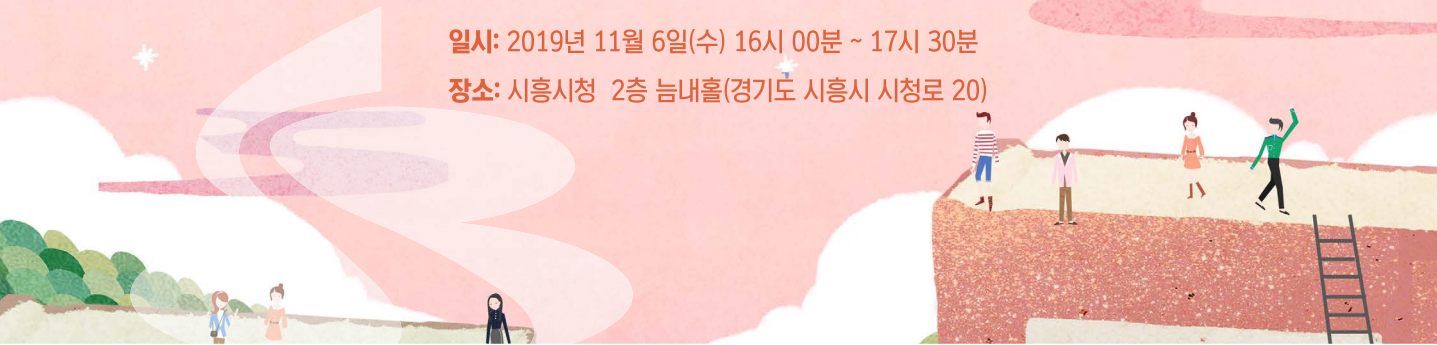 일시: 2019년 11월 6일(수) 16시 00분 ~ 17시 30분
장소: 시흥시청 2층 늠내홀(경기도 시흥시 시청로 20)